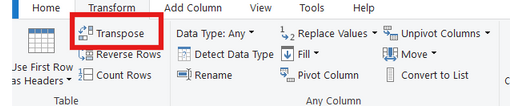 Home Transform Add Column View Tools Help
Transpose Data Type: Any Replace Values Unpivot Columns
Use First Row as Headers Reverse Rows Detect Data Type Fill Move
Count Rows Rename Pivot Column Convert to List
Table Any Column